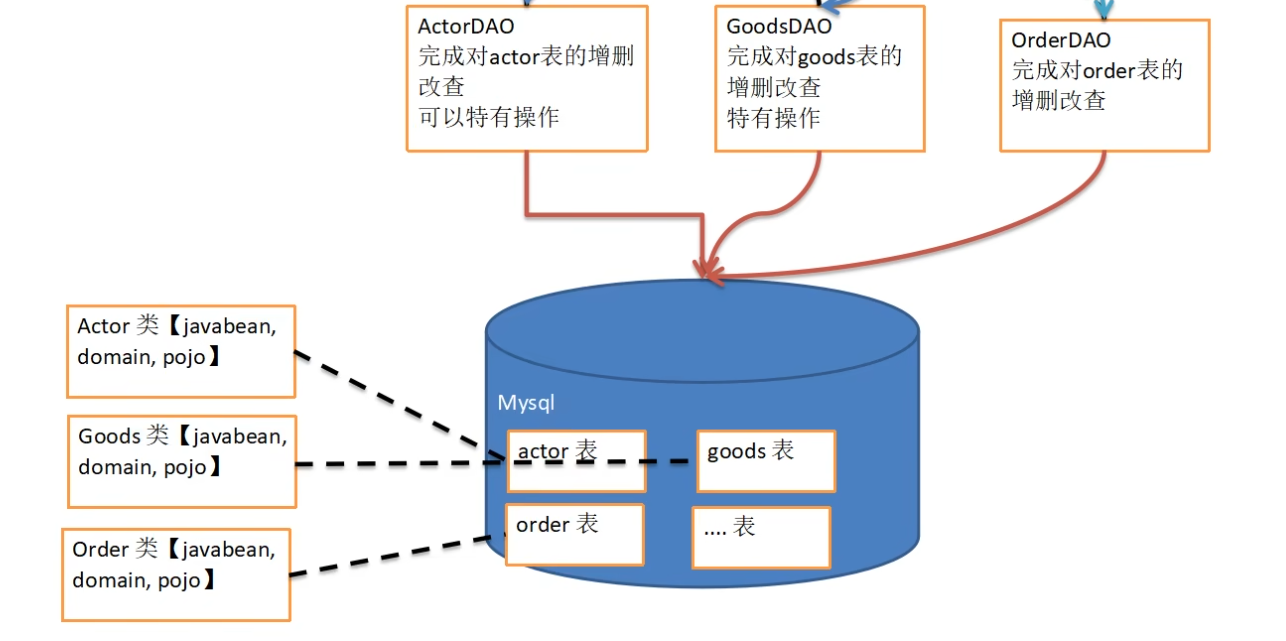 ActorDAO
完成对actor表的增删
改查
可以特有操作
GoodsDAO
完成对goods表的
增删改查
特有操作
OrderDAO
完成对order表的
增删改查
Actor 类【javabean,
domain, pojo】
Goods 类【javabean,
domain, pojo】
Order 类【javabean,
domain, pojo】
Mysql
actor 表
goods 表
order 表
.... 表